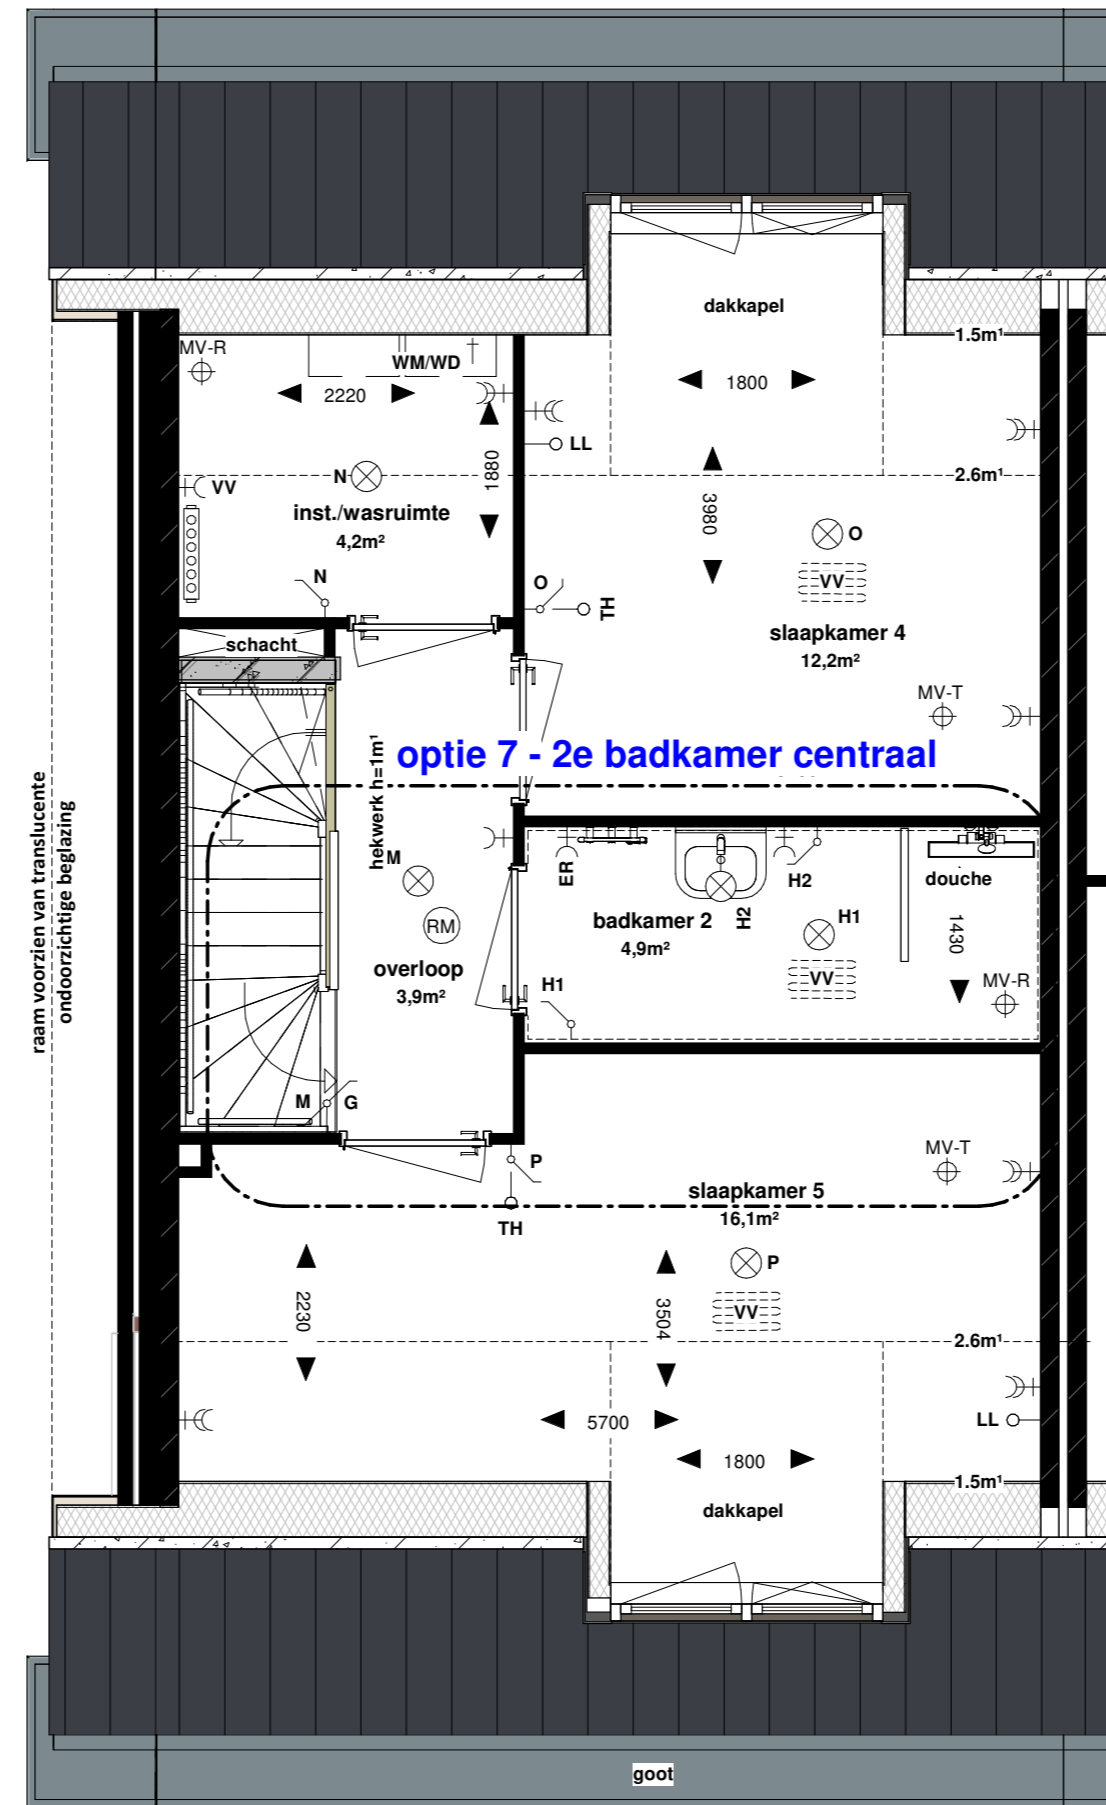 dakkapel
1.5m¹
MV-R
WM/WD
2220
1800
1880
LL
3980
2.6m¹
N
VV
inst./wasruimte
4,2m²
O
VV
N
O
TH
slaapkamer 4
12,2m²
schacht
MV-T
optie 7 - 2e badkamer centraal
hekwerk h=1m¹
raam voorzien van translucente
ondoorzichtige beglazing
M
RM
overloop
3,9m²
ER
H2
H2
douche
badkamer 2
4,9m²
H1
1430
VV
H1
MV-R
M
G
P
TH
MV-T
slaapkamer 5
16,1m²
P
VV
2230
3504
2.6m¹
5700
LL
1800
1.5m¹
dakkapel
goot